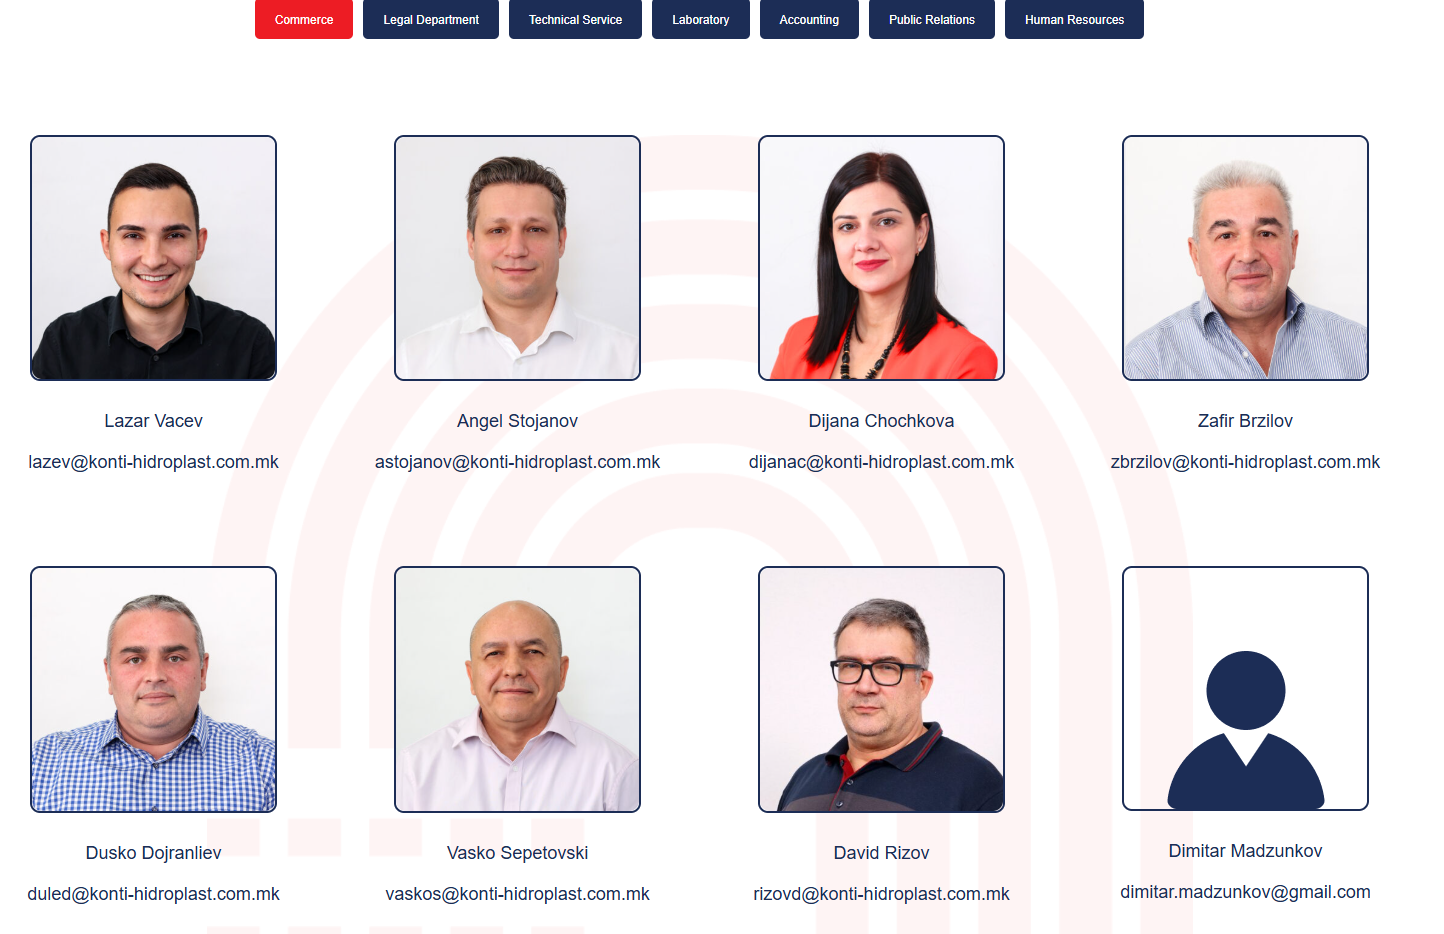 Commerce
Legal Department
Technical Service
Laboratory
Accounting
Public Relations
Human Resources
Lazar Vacev
Angel Stojanov
Dijana Chochkova
Zafir Brzilov
lazev@konti-hidroplast.com.mk
astojanov@konti-hidroplast.com.mk
dijanac@konti-hidroplast.com.mk
zbrzilov@konti-hidroplast.com.mk
Dusko Dojranliev
Vasko Sepetovski
David Rizov
Dimitar Madzunkov
duled@konti-hidroplast.com.mk
vaskos@konti-hidroplast.com.mk
rizovd@konti-hidroplast.com.mk
dimitar.madzunkov@gmail.com